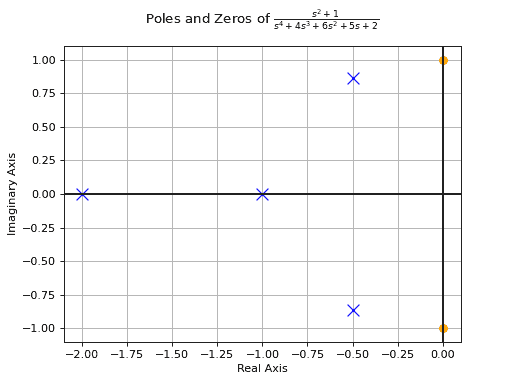 Poles and Zeros of \frac{s^2+1}{s^4+4s^3+6s^2+5s+2}
1.00
0.75
0.50
0.25
0.00
−0.25
−0.50
−0.75
−1.00
Imaginary Axis
−2.00 −1.75 −1.50 −1.25 −1.00 −0.75 −0.50 −0.25 0.00
Real Axis